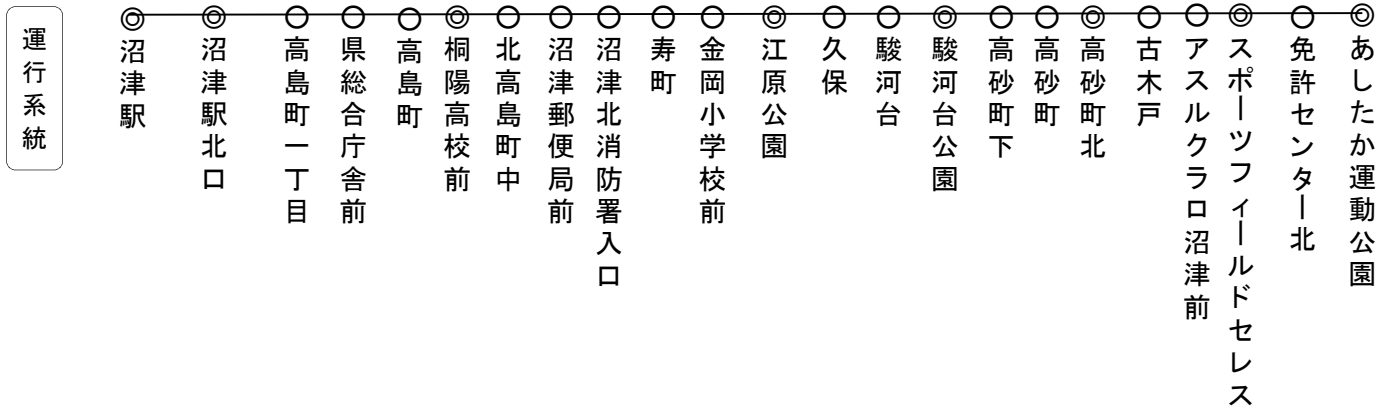 運行系統
沼津駅
沼津駅北口
高島町一丁目
県総合庁舎前
高島町
桐陽高校前
北高島町中
沼津郵便局前
沼津北消防署入口
寿町
金岡小学校前
江原公園
久保
駿河台
駿河台公園
高砂町下
高砂町
高砂町北
古木戸
アスルクラロ沼津前
スポーツフィールドセレス
免許センター北
あしたか運動公園